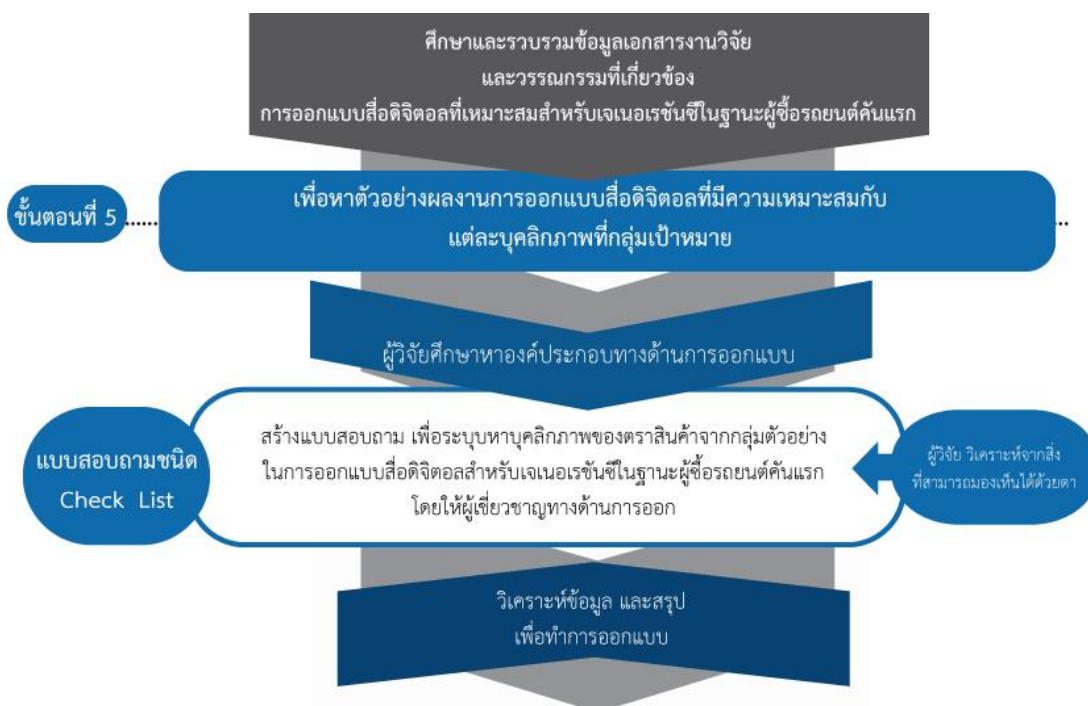 ศึกษาและรวบรวมข้อมูลเอกสารงานวิจัย
และวรรณกรรมที่เกี่ยวข้อง
การออกแบบสื่อดิจิตอลที่เหมาะสมสำหรับเจเนอเรชันซีในฐานะผู้ซื้อรถยนต์คันแรก
ขั้นตอนที่ 5
เพื่อหาตัวอย่างผลงานการออกแบบสื่อดิจิตอลที่มีความเหมาะสมกับ
แต่ละบุคลิกภาพที่กลุ่มเป้าหมาย
ผู้วิจัยศึกษาหาองค์ประกอบทางด้านการออกแบบ
แบบสอบถามชนิด
Check List
สร้างแบบสอบถาม เพื่อระบุบหาบุคลิกภาพของตราสินค้าจากกลุ่มตัวอย่าง
ในการออกแบบสื่อดิจิตอลสำหรับเจเนอเรชันซีในฐานะผู้ซื้อรถยนต์คันแรก
โดยให้ผู้เชี่ยวชาญทางด้านการออก
ผู้วิจัย วิเคราะห์จากสิ่ง
ที่สามารถมองเห็นได้ด้วยตา
วิเคราะห์ข้อมูล และสรุป
เพื่อทำการออกแบบ